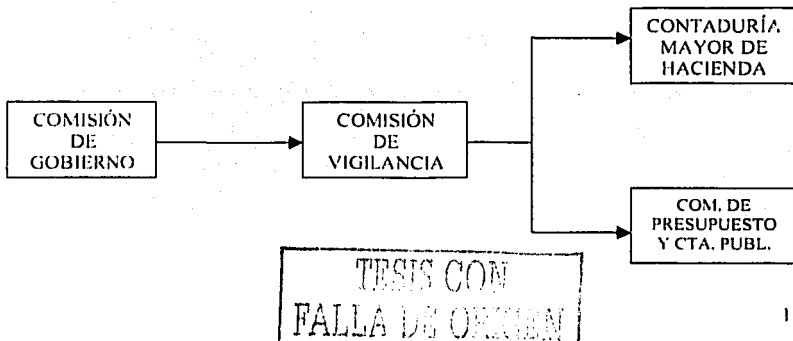 COMISIÓN
DE
GOBIERNO
COMISIÓN
DE
VIGILANCIA
CONTADURÍA
MAYOR DE
HACIENDA
COM. DE
PRESUPUESTO
Y CTA. PUBL.
TESIS CON
FALLA DE ORIGEN
1